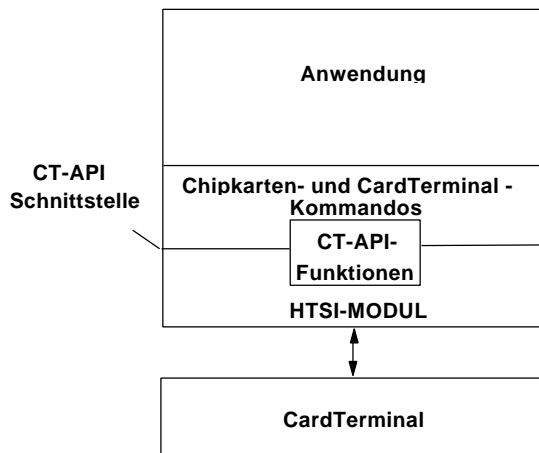 Anwendung
CT-API
Schnittstelle
Chipkarten- und CardTerminal -
Kommandos
CT-API-
Funktionen
HTSI-MODUL
CardTerminal